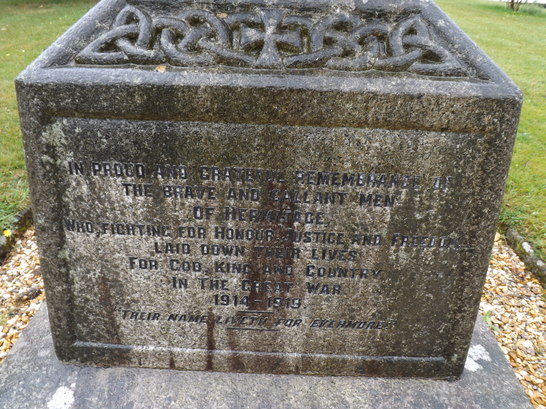 IN PROUD AND GRATEFUL REMEMBRANCE OF
THE BRAVE AND GALLANT MEN
OF HERMITAGE.
WHO, FIGHTING FOR HONOUR, JUSTICE AND FREEDOM
LAID DOWN THEIR LIVES
FOR GOD, KING AND COUNTRY
IN THE GREAT WAR
1914 - 1919.
"THEIR NAME LIVETH FOR EVERMORE"